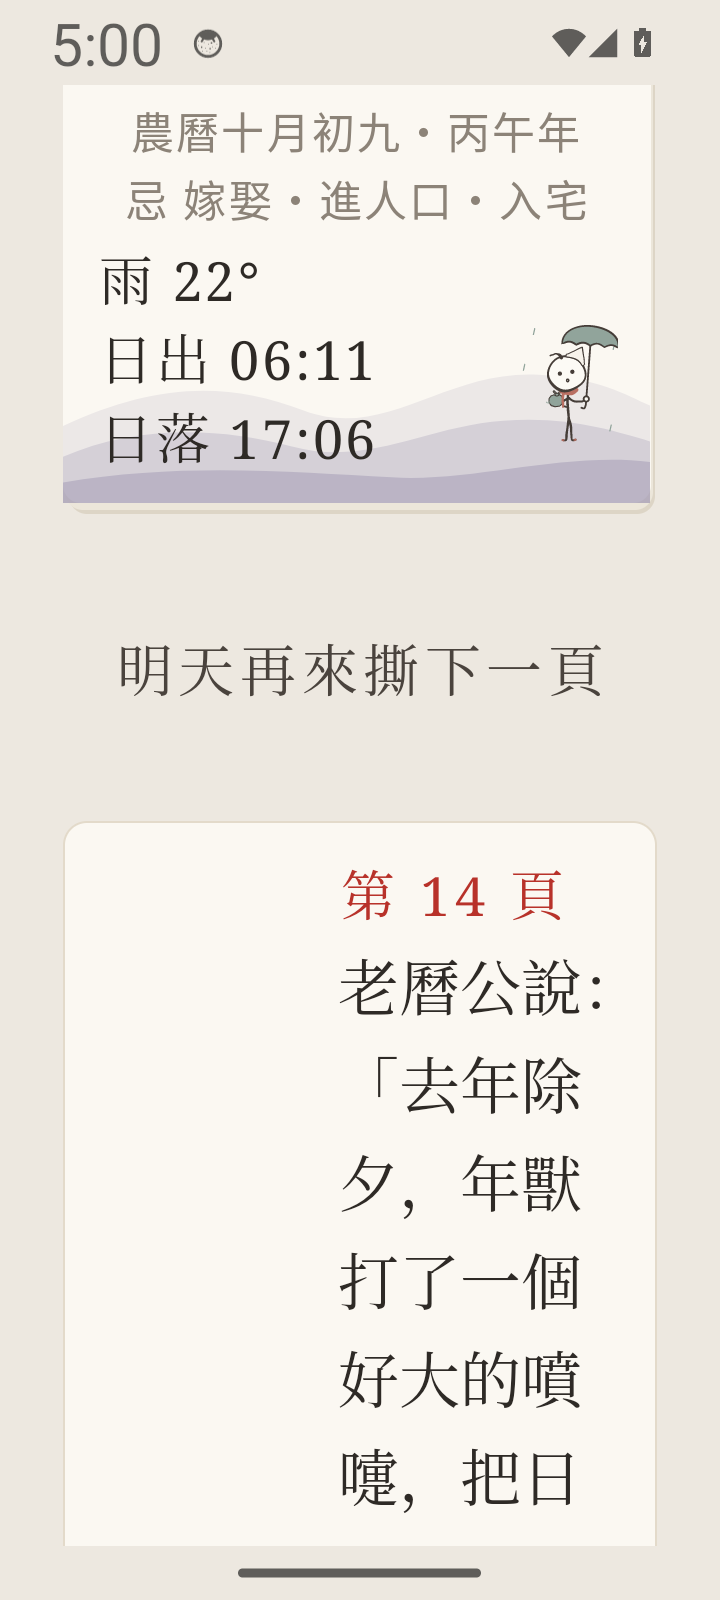 5:00
農曆十月初九・丙午年
忌 嫁娶・進人口・入宅
雨 22°
日出 06:11
日落 17:06
明天再來撕下一頁
第 14 頁
老曆公說：
「去年除
夕，年獸
打了一個
好大的噴
嚏，把日